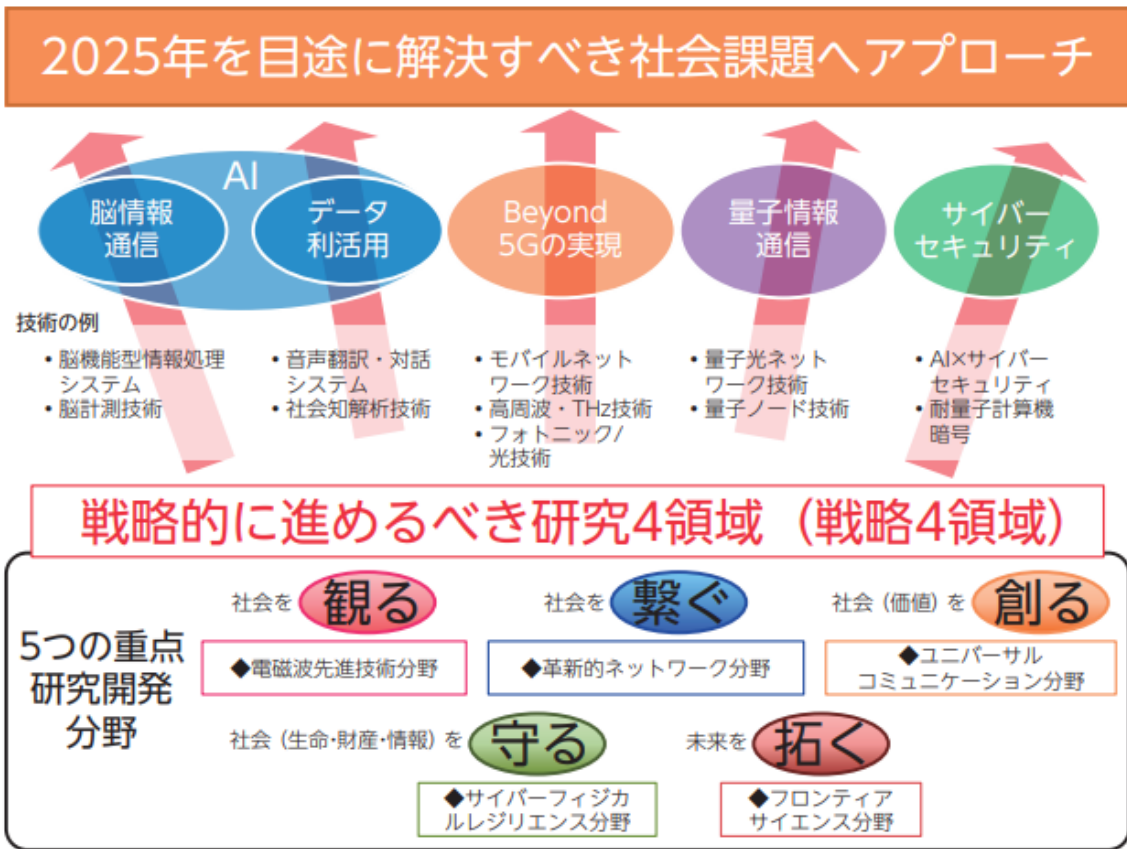 2025年を目途に解決すべき社会課題へアプローチ
AI
脳情報
通信
データ
利活用
Beyond
5Gの実現
量子情報
通信
サイバー
セキュリティ
技術の例
• 脳機能型情報処理
システム
• 脳計測技術
• 音声翻訳・対話
システム
• 社会知解析技術
• モバイルネット
ワーク技術
• 高周波・THz技術
• フォトニック/
光技術
• 量子光ネット
ワーク技術
• 量子ノード技術
• AI×サイバー
セキュリティ
• 耐量子計算機
暗号
戦略的に進めるべき研究4領域（戦略4領域）
5つの重点
研究開発
分野
社会を 観る
◆電磁波先進技術分野
社会を 繋ぐ
◆革新的ネットワーク分野
社会（価値）を 創る
◆ユニバーサル
コミュニケーション分野
社会（生命・財産・情報）を 守る
◆サイバーフィジカ
ルレジリエンス分野
未来を 拓く
◆フロンティア
サイエンス分野